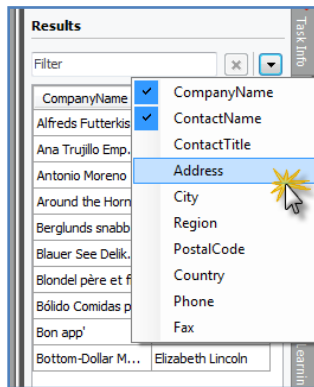 Results
Task Info
Filter
CompanyName
CompanyName
ContactName
ContactTitle
Address
City
Region
PostalCode
Country
Phone
Fax
Alfreds Futterkis
Ana Trujillo Emp.
Antonio Moreno
Around the Horn
Berglunds snabb
Blauer See Delik.
Blondel père et f
Bólido Comidas p
Bon app'
Bottom-Dollar M... Elizabeth Lincoln
Learnin